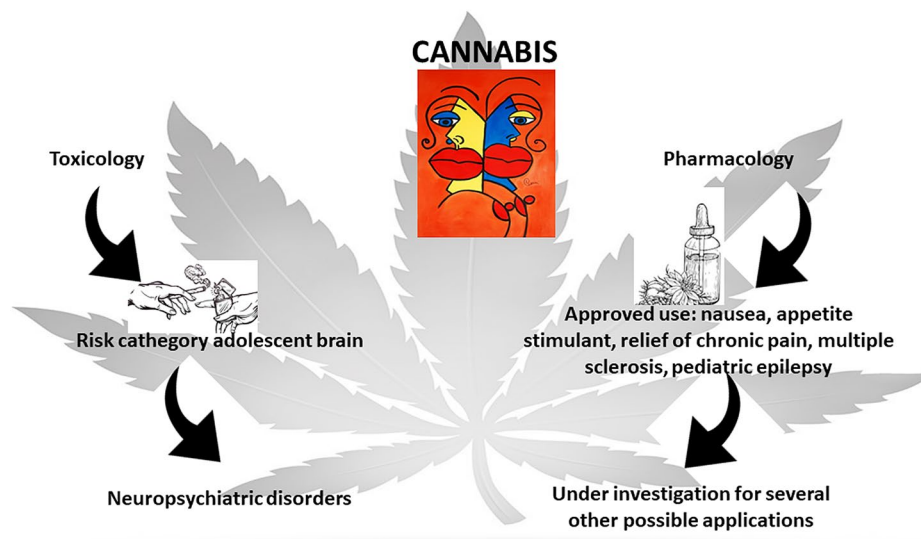 CANNABIS
Toxicology
Pharmacology
Risk cathegory adolescent brain
Approved use: nausea, appetite
stimulant, relief of chronic pain, multiple
sclerosis, pediatric epilepsy
Neuropsychiatric disorders
Under investigation for several
other possible applications